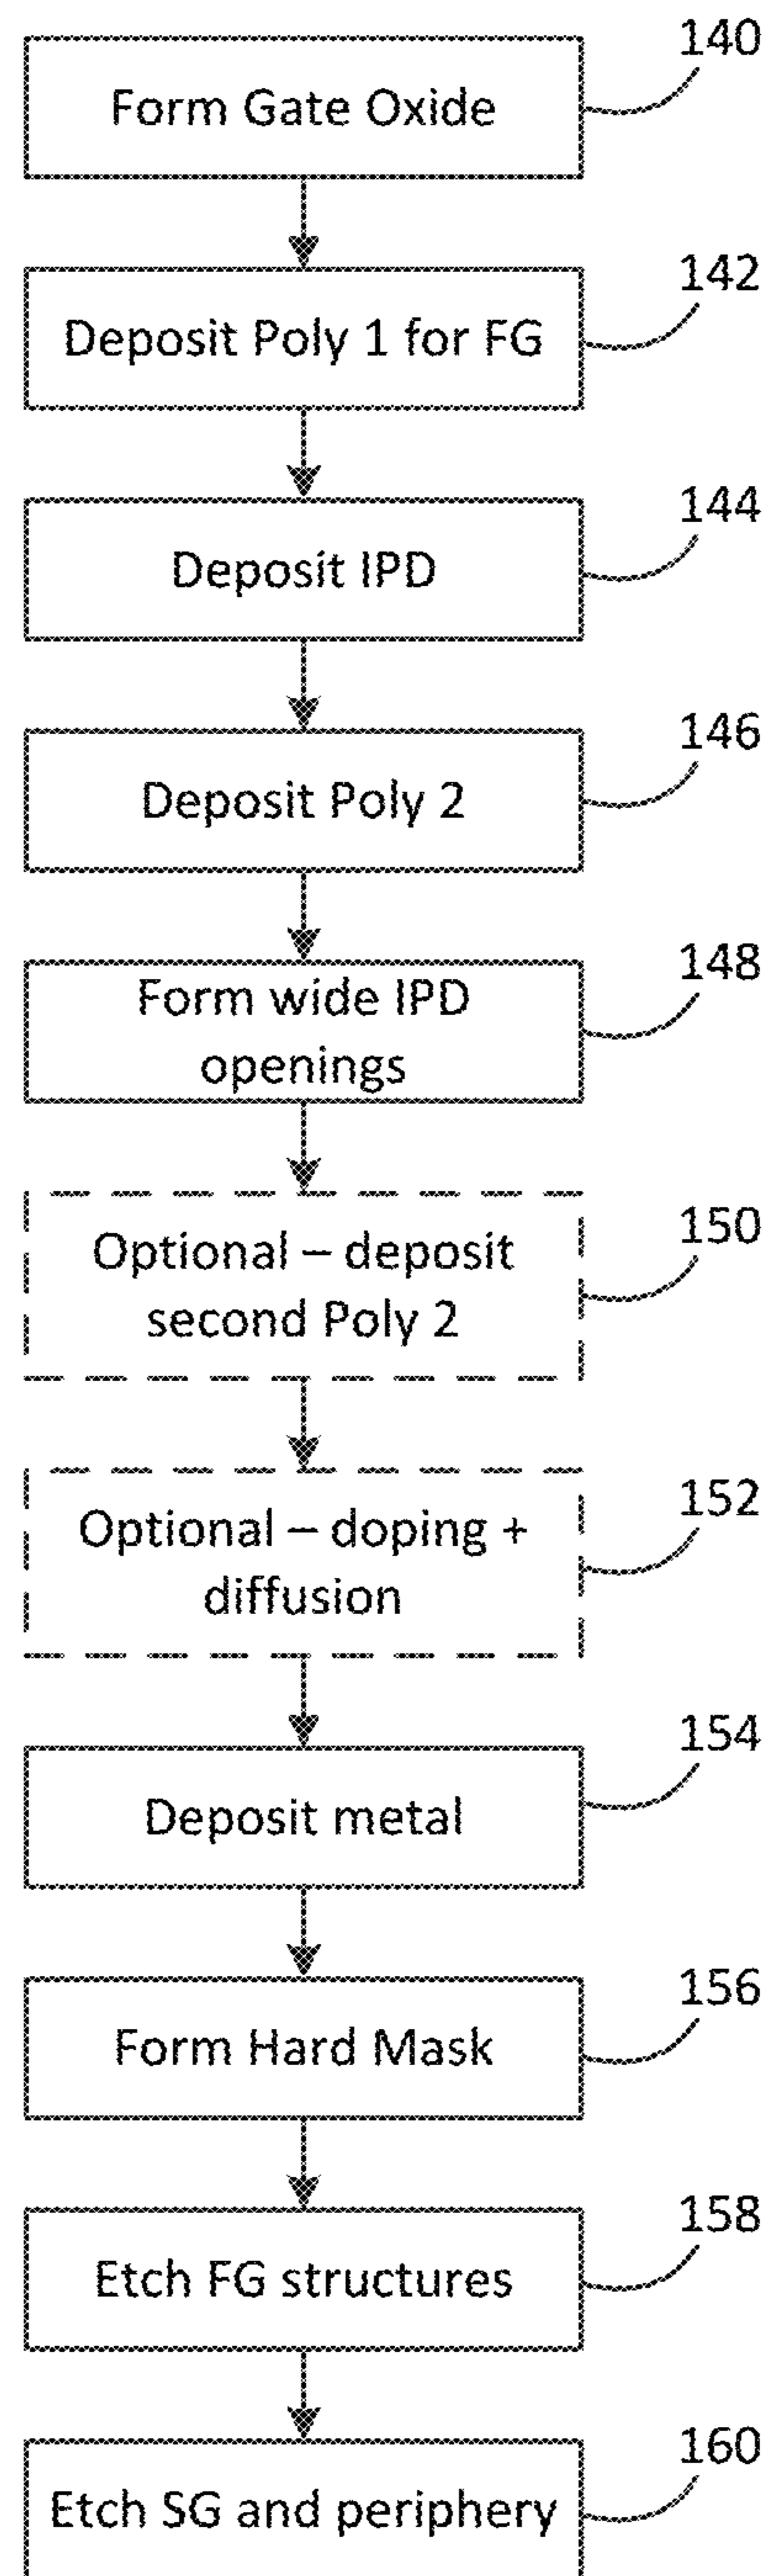 140
Form Gate Oxide
142
Deposit Poly 1 for FG
144
Deposit IPD
146
Deposit Poly 2
148
Form wide IPD
openings
150
Optional – deposit
second Poly 2
152
Optional – doping +
diffusion
154
Deposit metal
156
Form Hard Mask
158
Etch FG structures
160
Etch SG and periphery